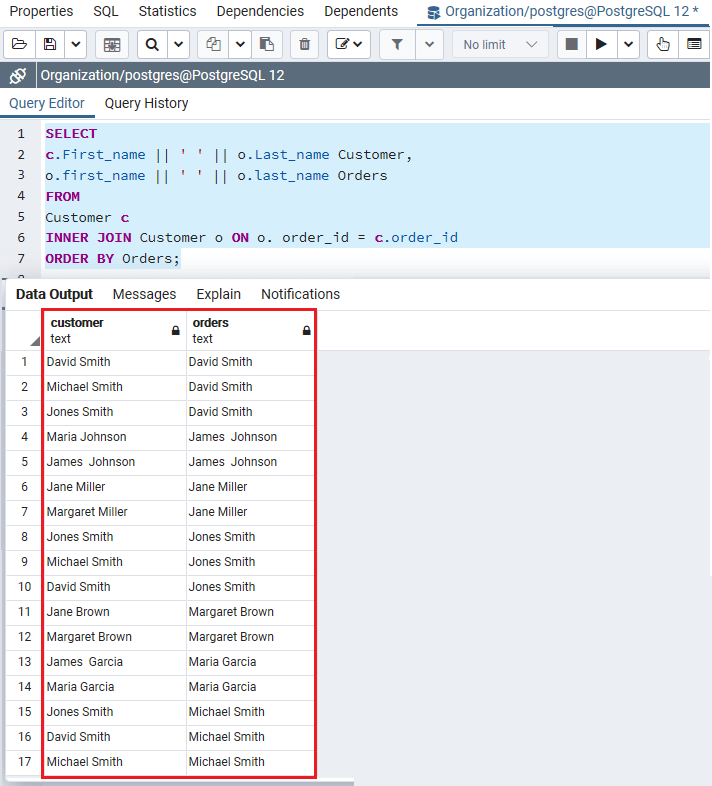 Properties SQL Statistics Dependencies Dependents Organization/postgres@PostgreSQL 12 *
No limit
Organization/postgres@PostgreSQL 12
Query Editor Query History
1 SELECT
2 c.First_name || ' ' || o.Last_name Customer,
3 o.first_name || ' ' || o.last_name Orders
4 FROM
5 Customer c
6 INNER JOIN Customer o ON o. order_id = c.order_id
7 ORDER BY Orders;
Data Output Messages Explain Notifications
customer orders
text text
1 David Smith David Smith
2 Michael Smith David Smith
3 Jones Smith David Smith
4 Maria Johnson James  Johnson
5 James  Johnson James  Johnson
6 Jane Miller Jane Miller
7 Margaret Miller Jane Miller
8 Jones Smith Jones Smith
9 Michael Smith Jones Smith
10 David Smith Jones Smith
11 Jane Brown Margaret Brown
12 Margaret Brown Margaret Brown
13 James  Garcia Maria Garcia
14 Maria Garcia Maria Garcia
15 Jones Smith Michael Smith
16 David Smith Michael Smith
17 Michael Smith Michael Smith